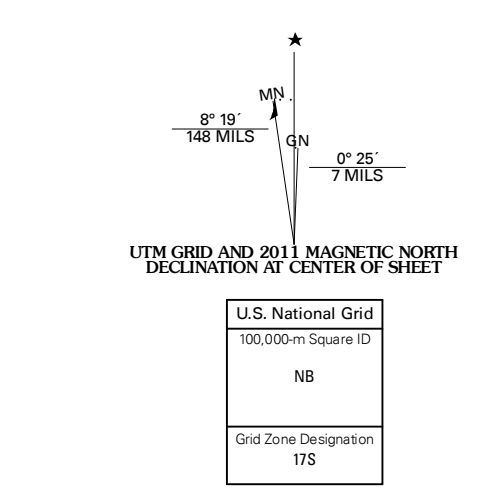 ★
MN
8° 19´
148 MILS
GN
0° 25´
7 MILS
UTM GRID AND 2011 MAGNETIC NORTH
DECLINATION AT CENTER OF SHEET
U.S. National Grid
100,000-m Square ID
NB
Grid Zone Designation
17S